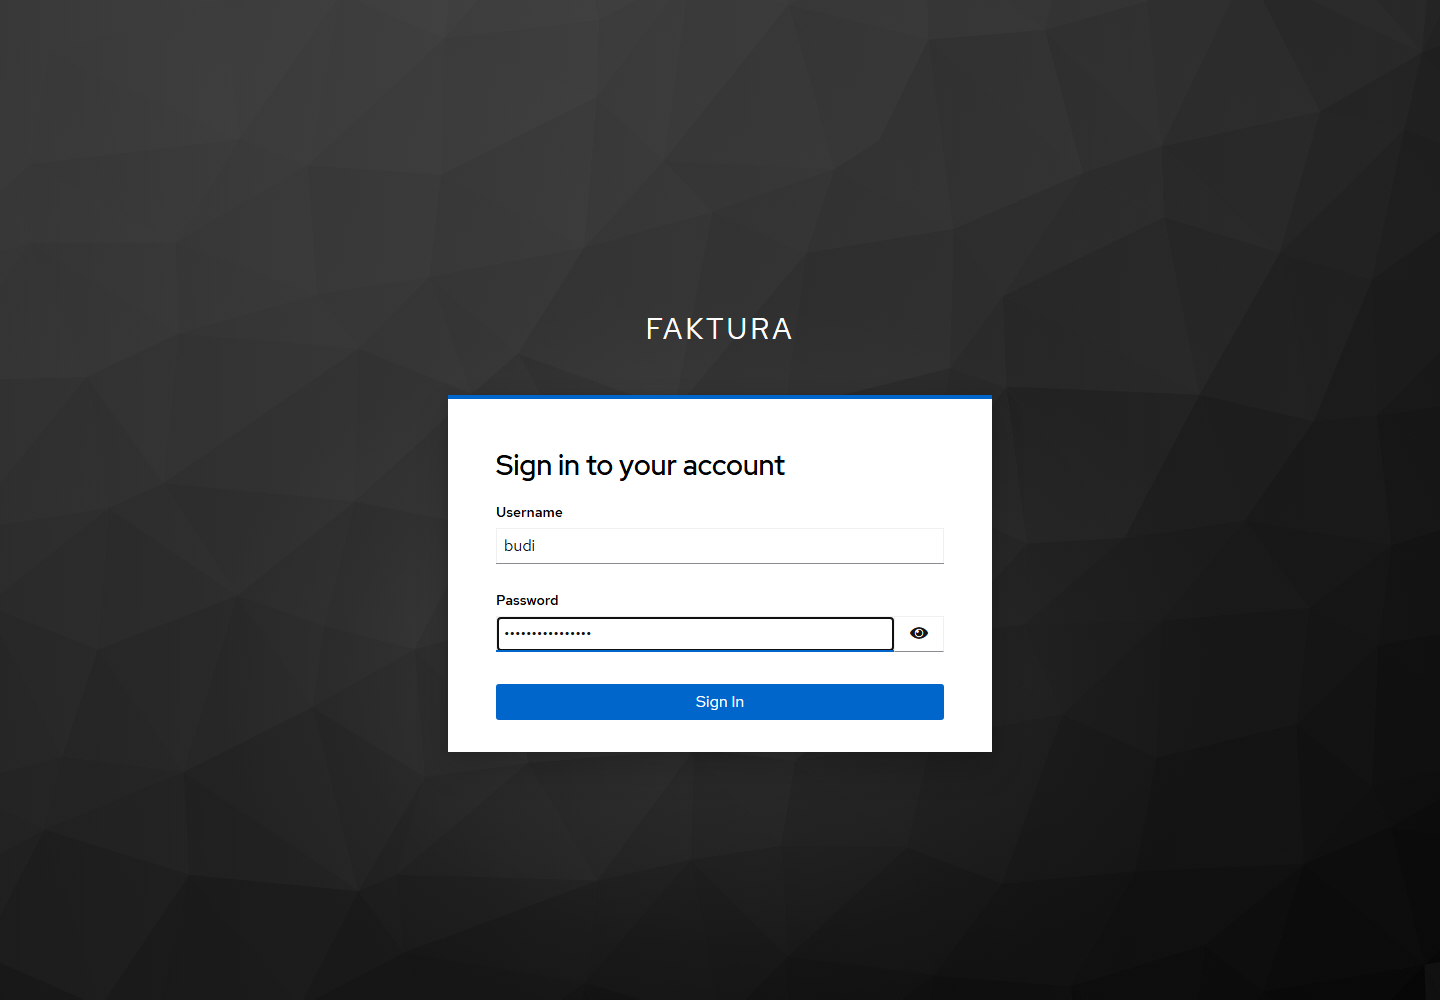 FAKTURA
Sign in to your account
Username
budi
Password
••••••••••••••••
Sign In